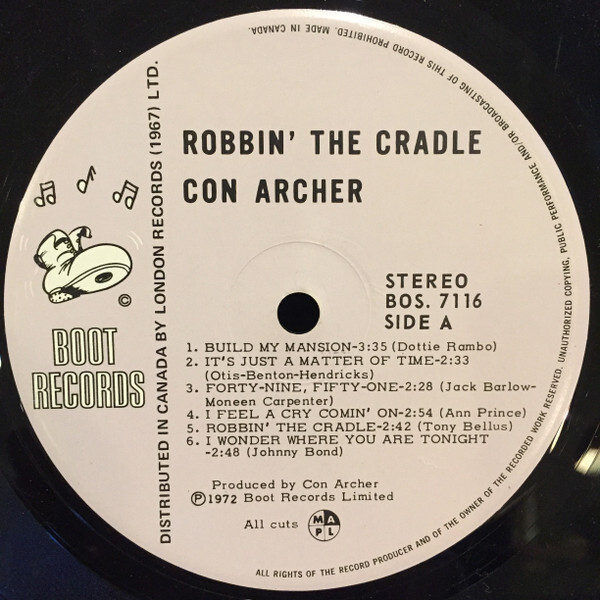 ROBBIN' THE CRADLE
CON ARCHER
STEREO
BOS. 7116
SIDE A
1. BUILD MY MANSION-3:35 (Dottie Rambo)
2. IT'S JUST A MATTER OF TIME-2:33
(Otis-Benton-Hendricks)
3. FORTY-NINE, FIFTY-ONE-2:28 (Jack Barlow-
Moneen Carpenter)
4. I FEEL A CRY COMIN' ON-2:54 (Ann Prince)
5. ROBBIN' THE CRADLE-2:42 (Tony Bellus)
6. I WONDER WHERE YOU ARE TONIGHT
-2:48 (Johnny Bond)
Produced by Con Archer
Ⓟ1972 Boot Records Limited
All cuts MAPL
©
BOOT
RECORDS
DISTRIBUTED IN CANADA BY LONDON RECORDS (1967) LTD.
ALL RIGHTS OF THE RECORD PRODUCER AND OF THE OWNER OF THE RECORDED WORK RESERVED. UNAUTHORIZED COPYING, PUBLIC PERFORMANCE AND/OR BROADCASTING OF THIS RECORD PROHIBITED. MADE IN CANADA.